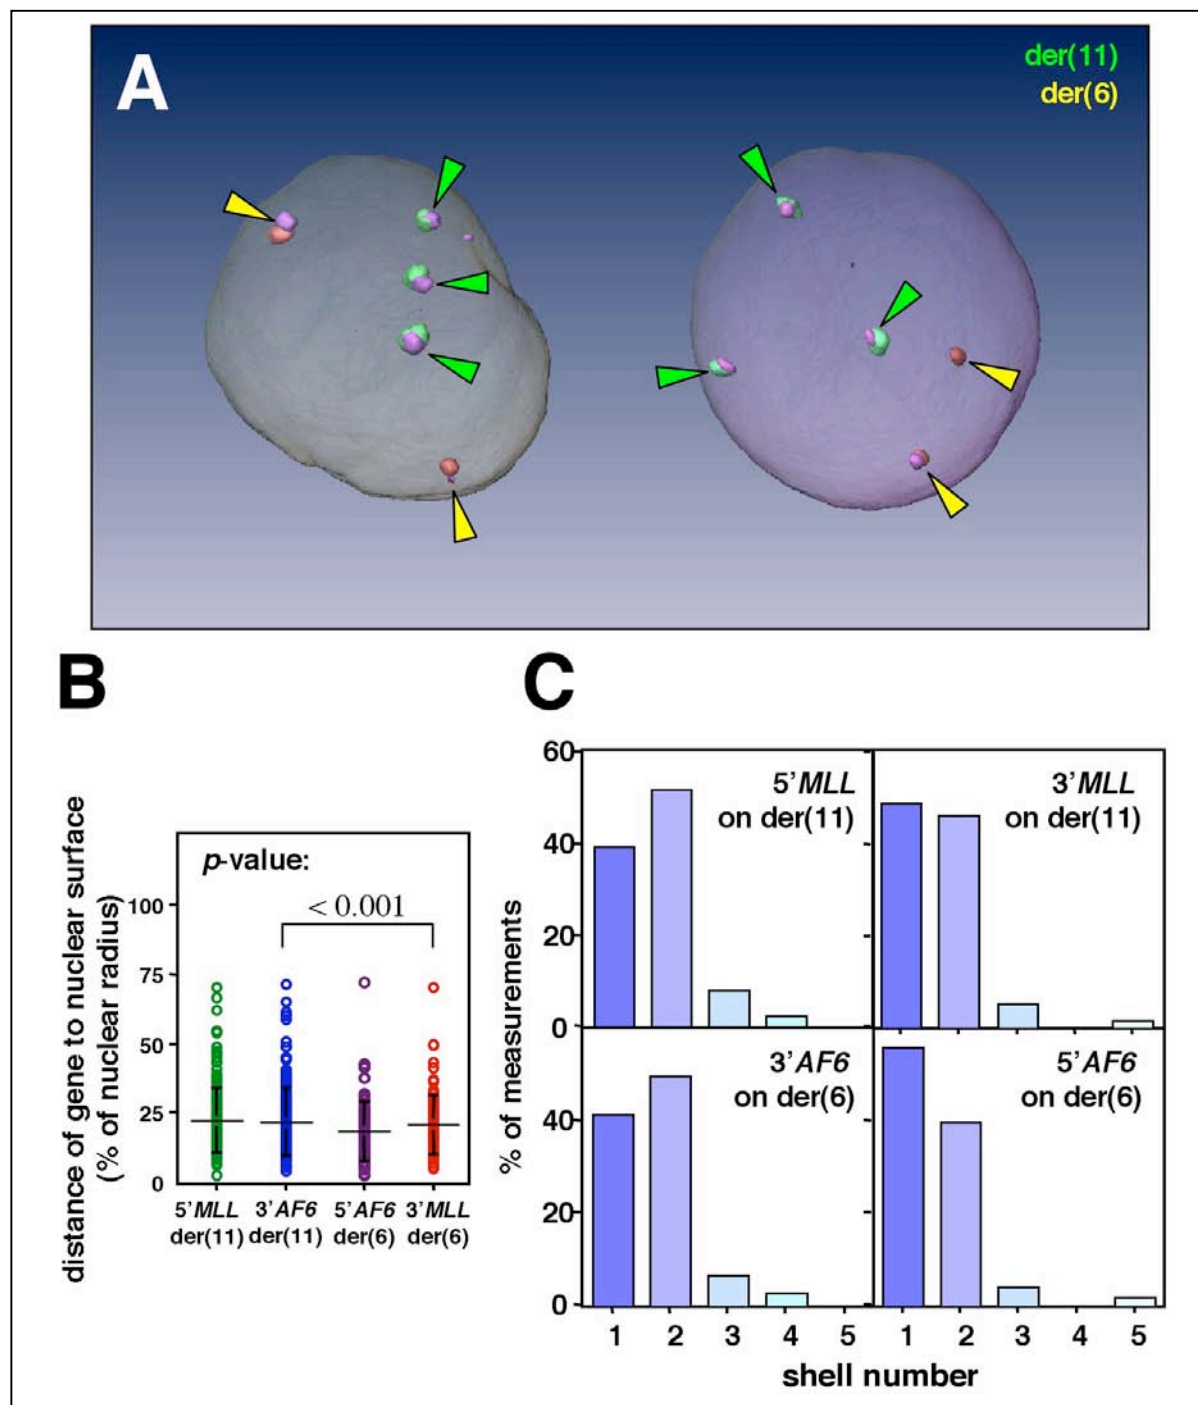 A
der(11)
der(6)
B
distance of gene to nuclear surface
(% of nuclear radius)
p-value:
< 0.001
100
75
50
25
0
5’MLL 3’AF6 5’AF6 3’MLL
der(11) der(11) der(6) der(6)
C
% of measurements
60
40
20
0
5’MLL
on der(11)
3’MLL
on der(11)
40
20
0
3’AF6
on der(6)
5’AF6
on der(6)
1 2 3 4 5 1 2 3 4 5
shell number